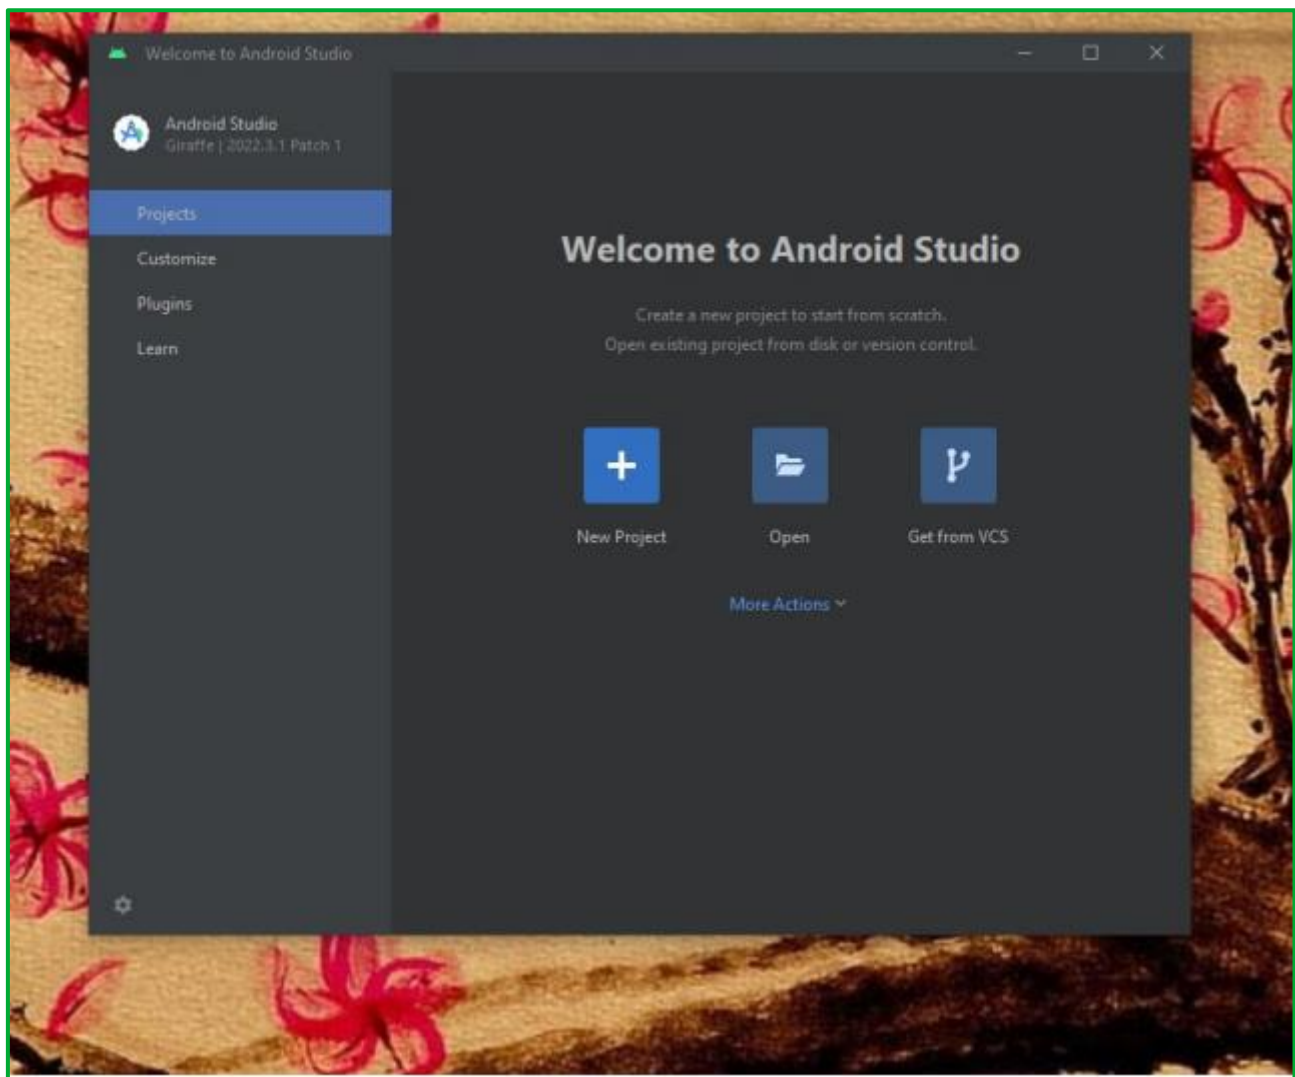 Welcome to Android Studio
Android Studio
Giraffe | 2022.3.1 Patch 1
Projects
Customize
Plugins
Learn
Welcome to Android Studio
Create a new project to start from scratch.
Open existing project from disk or version control.
New Project
Open
Get from VCS
More Actions